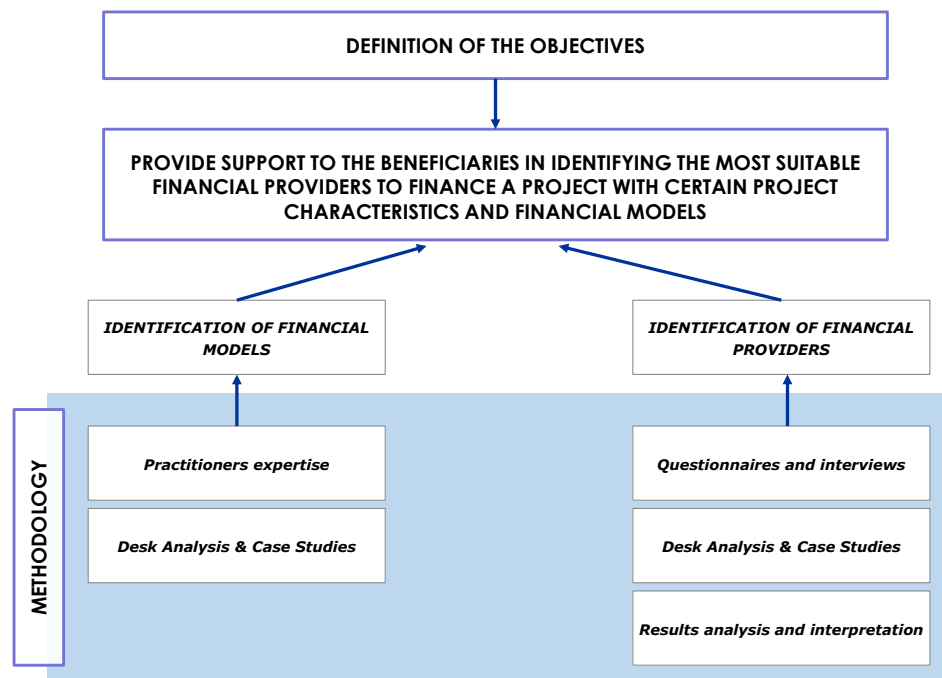 DEFINITION OF THE OBJECTIVES
PROVIDE SUPPORT TO THE BENEFICIARIES IN IDENTIFYING THE MOST SUITABLE
FINANCIAL PROVIDERS TO FINANCE A PROJECT WITH CERTAIN PROJECT
CHARACTERISTICS AND FINANCIAL MODELS
IDENTIFICATION OF FINANCIAL
MODELS
IDENTIFICATION OF FINANCIAL
PROVIDERS
METHODOLOGY
Practitioners expertise
Desk Analysis & Case Studies
Questionnaires and interviews
Desk Analysis & Case Studies
Results analysis and interpretation